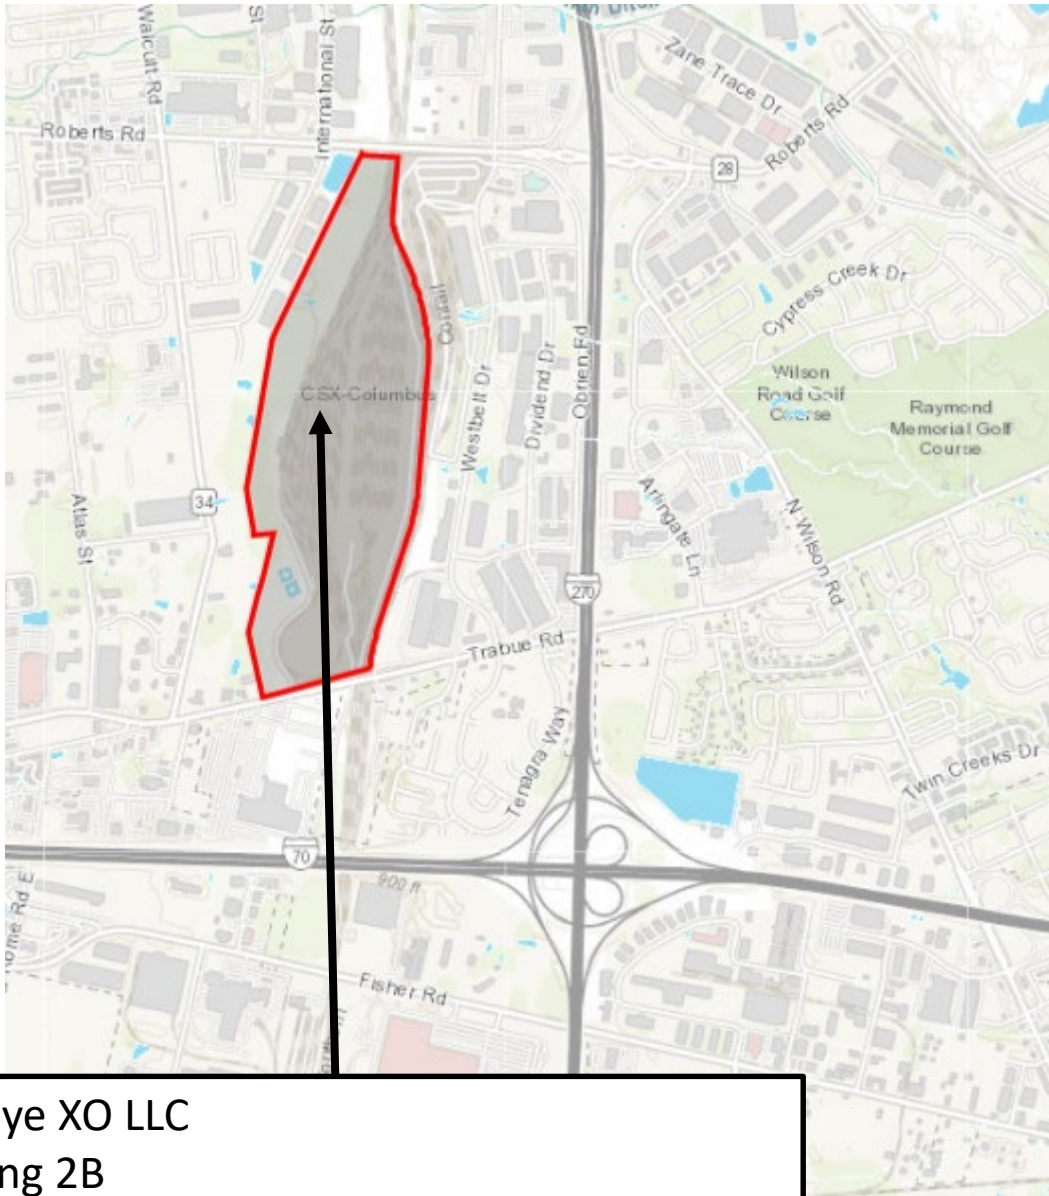 Walcutt Rd
St
International St
Zane Trace Dr
Roberts Rd
Roberts Rd
28
Cypress Creek Dr
Wilson
Road Golf
Course
Raymond
Memorial Golf
Course
CSX-Columbus
Westbelt Dr
Dividend Dr
Obrien Rd
34
Atlas St
Arlingate Ln
N Wilson Rd
270
Trabue Rd
Tenagra Way
Twin Creeks Dr
70
900 ft
Fisher Rd
ye XO LLC
ng 2B